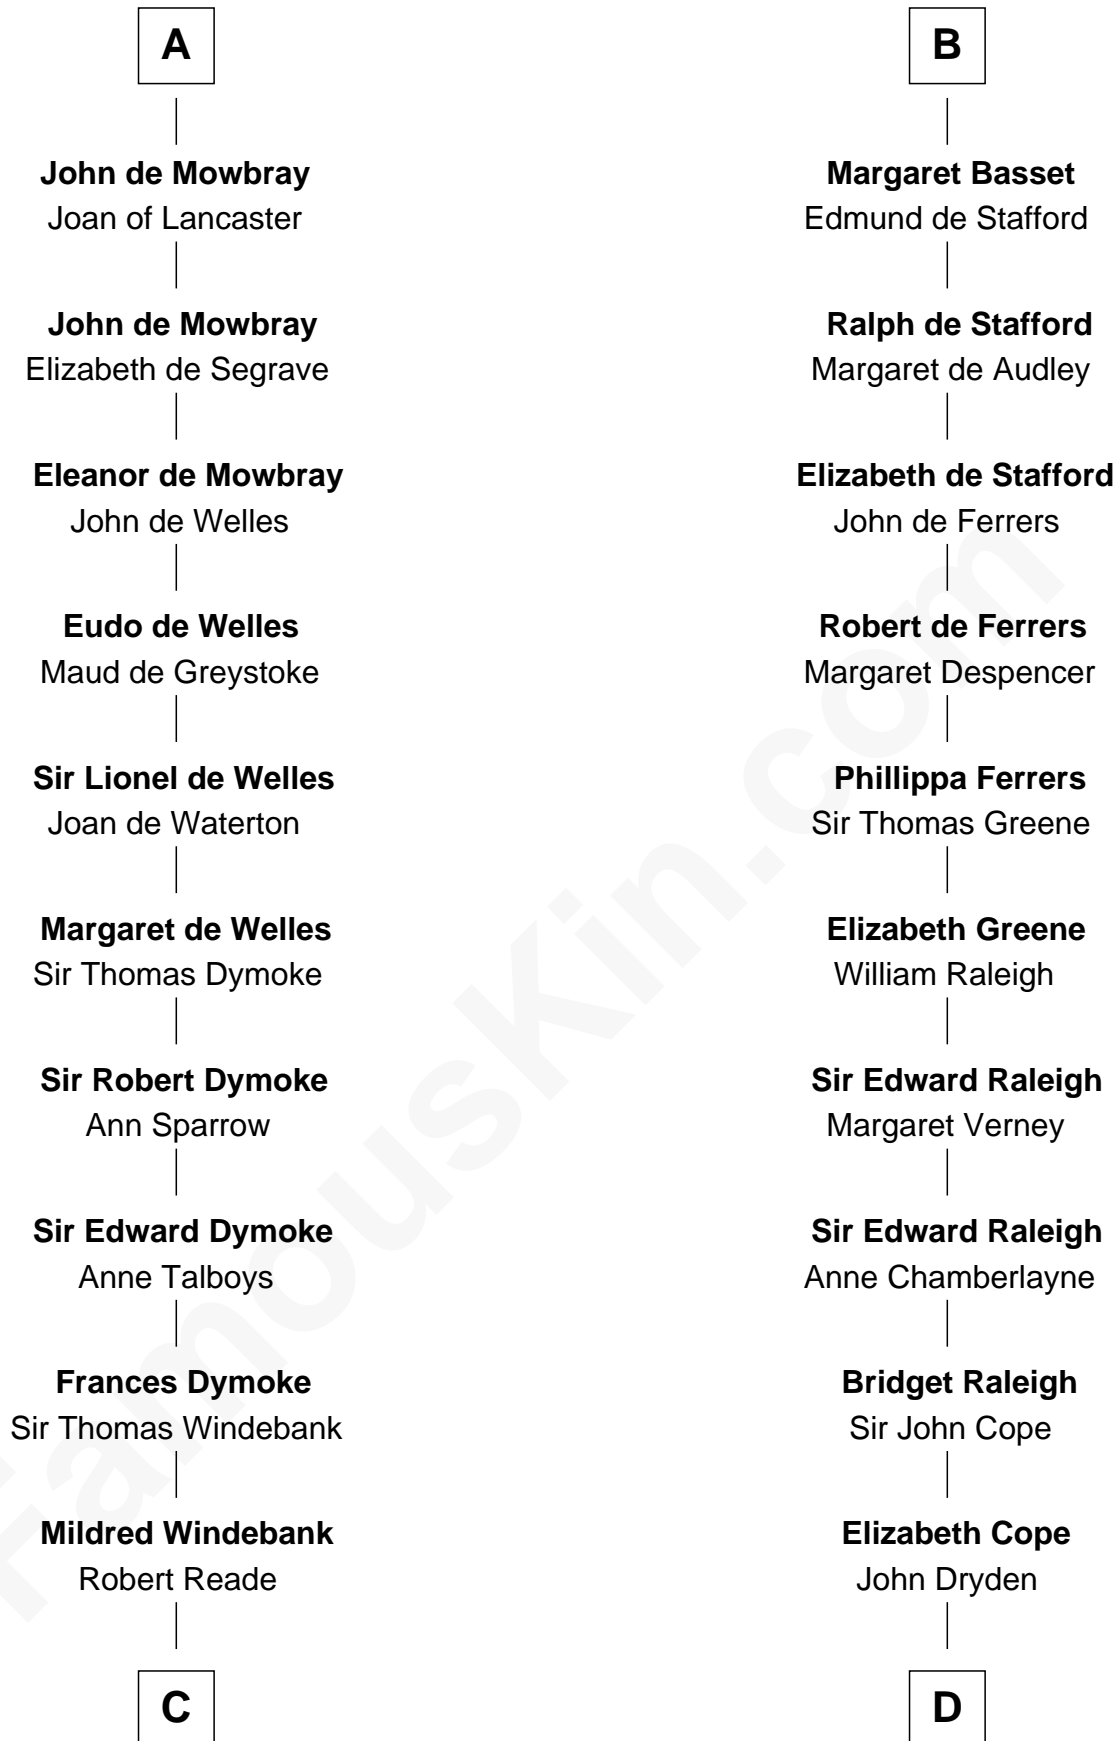 A
John de Mowbray
Joan of Lancaster
John de Mowbray
Elizabeth de Segrave
Eleanor de Mowbray
John de Welles
Eudo de Welles
Maud de Greystoke
Sir Lionel de Welles
Joan de Waterton
Margaret de Welles
Sir Thomas Dymoke
Sir Robert Dymoke
Ann Sparrow
Sir Edward Dymoke
Anne Talboys
Frances Dymoke
Sir Thomas Windebank
Mildred Windebank
Robert Reade
C
B
Margaret Basset
Edmund de Stafford
Ralph de Stafford
Margaret de Audley
Elizabeth de Stafford
John de Ferrers
Robert de Ferrers
Margaret Despencer
Phillippa Ferrers
Sir Thomas Greene
Elizabeth Greene
William Raleigh
Sir Edward Raleigh
Margaret Verney
Sir Edward Raleigh
Anne Chamberlayne
Bridget Raleigh
Sir John Cope
Elizabeth Cope
John Dryden
D
FamousKin.com